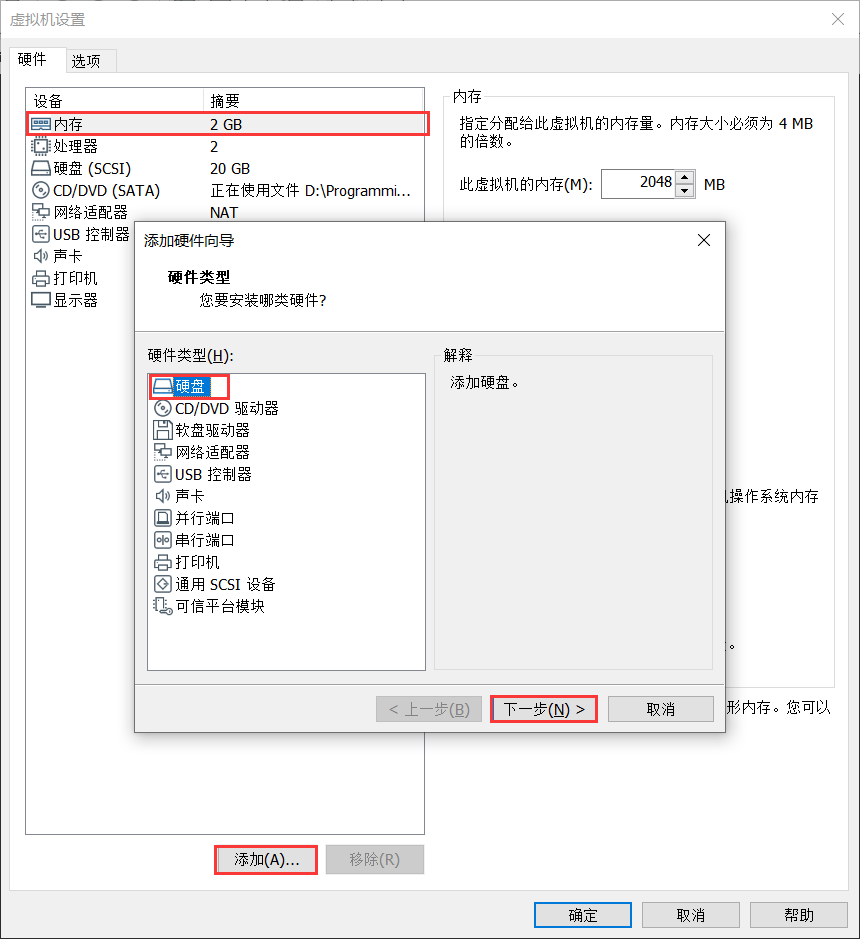 虚拟机设置
硬件 选项
设备 摘要
内存 2 GB
处理器 2
硬盘 (SCSI) 20 GB
CD/DVD (SATA) 正在使用文件 D:\Programmi...
网络适配器 NAT
USB 控制器
声卡
打印机
显示器
内存
指定分配给此虚拟机的内存量。内存大小必须为 4 MB
的倍数。
此虚拟机的内存(M): 2048 MB
添加硬件向导
硬件类型
您要安装哪类硬件?
硬件类型(H):
硬盘
CD/DVD 驱动器
软盘驱动器
网络适配器
USB 控制器
声卡
并行端口
串行端口
打印机
通用 SCSI 设备
可信平台模块
解释
添加硬盘。
操作系统内存
。
形内存。您可以
< 上一步(B) 下一步(N) > 取消
添加(A)... 移除(R)
确定 取消 帮助